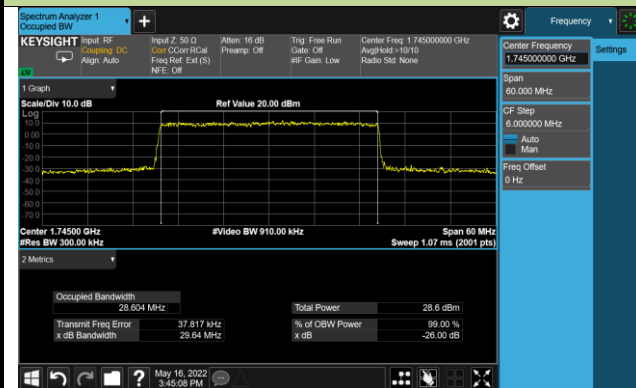 Spectrum Analyzer 1
Occupied BW
Frequency
KEYSIGHT
Input: RF
Coupling: DC
Align: Auto
Input Z: 50 Ω
Corr CCorr RCal
Freq Ref: Ext (S)
NFE: Off
Atten: 16 dB
Preamp: Off
Trig: Free Run
Gate: Off
#IF Gain: Low
Center Freq: 1.745000000 GHz
Avg|Hold:>10/10
Radio Std: None
Center Frequency
1.745000000 GHz
Settings
Span
60.000 MHz
CF Step
6.000000 MHz
Auto
Man
Freq Offset
0 Hz
1 Graph
Scale/Div 10.0 dB
Ref Value 20.00 dBm
Log
10.0
0.00
-10.0
-20.0
-30.0
-40.0
-50.0
-60.0
-70.0
Center 1.74500 GHz
#Video BW 910.00 kHz
Span 60 MHz
#Res BW 300.00 kHz
Sweep 1.07 ms (2001 pts)
2 Metrics
Occupied Bandwidth
28.604 MHz
Total Power 28.6 dBm
Transmit Freq Error 37.817 kHz % of OBW Power 99.00 %
x dB Bandwidth 29.64 MHz x dB -26.00 dB
May 16, 2022
3:45:08 PM